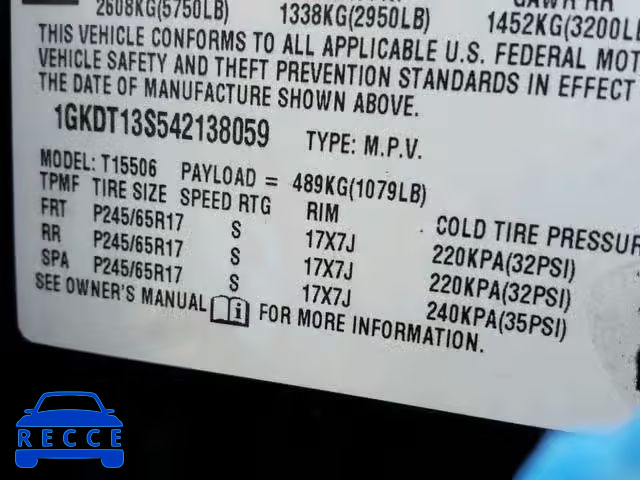 2608KG(5750LB) 1338KG(2950LB) 1452KG(3200LB
THIS VEHICLE CONFORMS TO ALL APPLICABLE U.S. FEDERAL MOT
VEHICLE SAFETY AND THEFT PREVENTION STANDARDS IN EFFECT
THE DATE OF MANUFACTURE SHOWN ABOVE.
1GKDT13S542138059 TYPE: M.P.V.
MODEL: T15506 PAYLOAD = 489KG(1079LB)
TPMF TIRE SIZE SPEED RTG RIM COLD TIRE PRESSUR
FRT P245/65R17 S 17X7J 220KPA(32PSI)
RR P245/65R17 S 17X7J 220KPA(32PSI)
SPA P245/65R17 S 17X7J 240KPA(35PSI)
SEE OWNER'S MANUAL FOR MORE INFORMATION.
RECCE